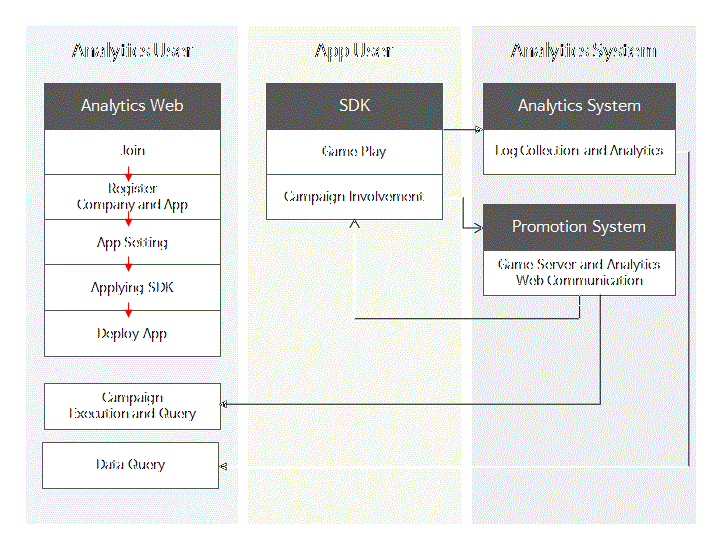 Analytics User
Analytics Web
Join
Register
Company and App
App Setting
Applying SDK
Deploy App
Campaign
Execution and Query
Data Query
App User
SDK
Game Play
Campaign Involvement
Analytics System
Analytics System
Log Collection and Analytics
Promotion System
Game Server and Analytics
Web Communication